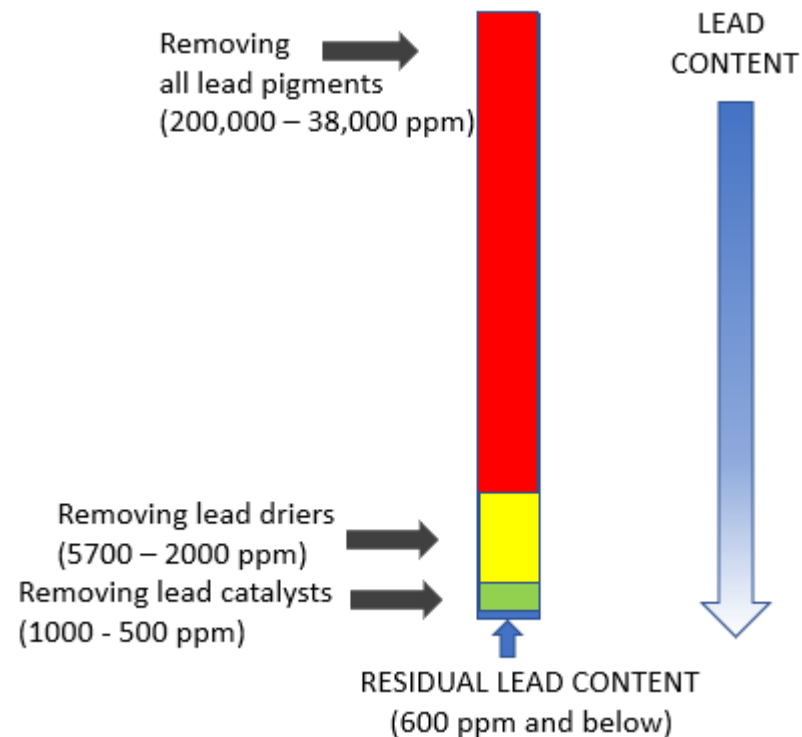 Removing
all lead pigments
(200,000 – 38,000 ppm)
LEAD
CONTENT
Removing lead driers
(5700 – 2000 ppm)
Removing lead catalysts
(1000 - 500 ppm)
RESIDUAL LEAD CONTENT
(600 ppm and below)